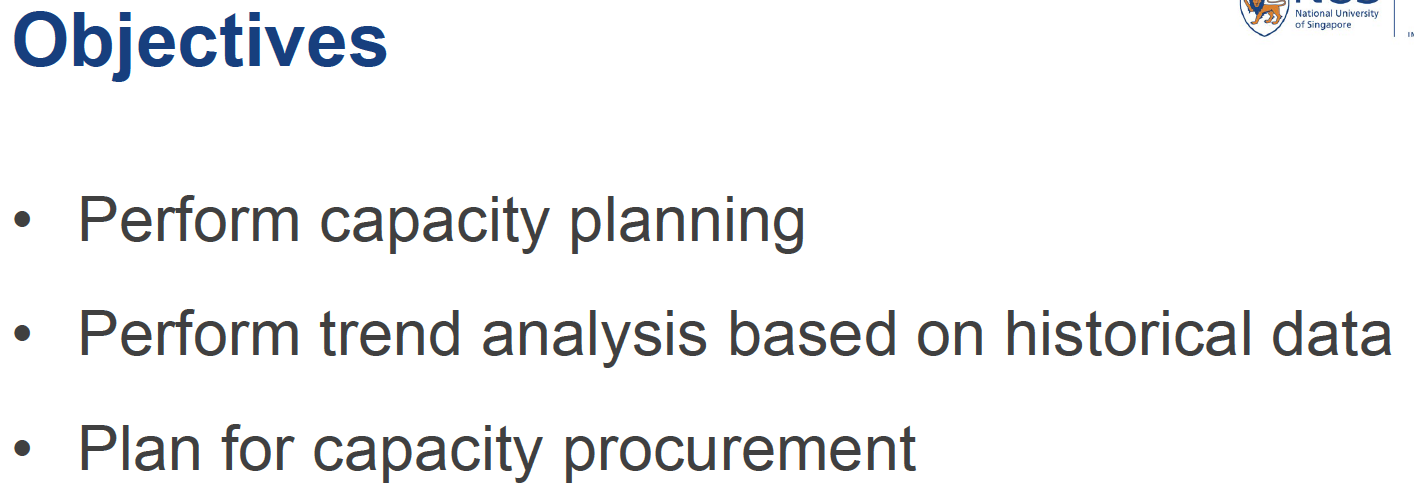 Objectives
National University
of Singapore
• Perform capacity planning
• Perform trend analysis based on historical data
• Plan for capacity procurement